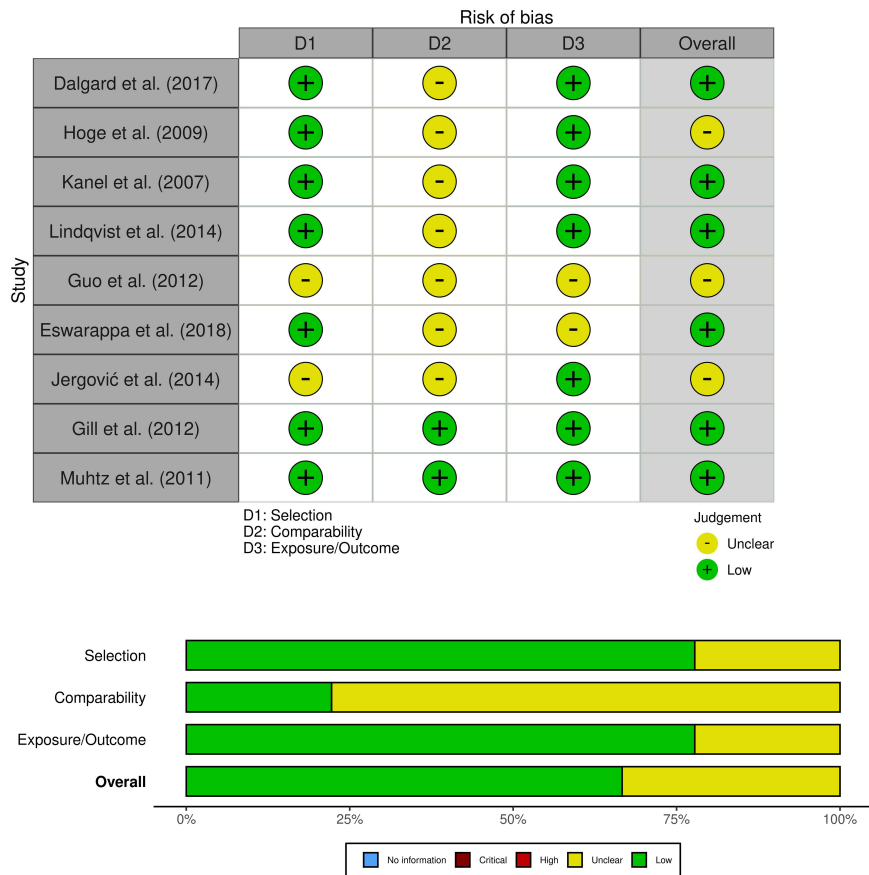 Risk of bias
D1 D2 D3 Overall
Study
Dalgard et al. (2017) + - + +
Hoge et al. (2009) + - + -
Kanel et al. (2007) + - + +
Lindqvist et al. (2014) + - + +
Guo et al. (2012) - - - -
Eswarappa et al. (2018) + - - +
Jergović et al. (2014) - - + -
Gill et al. (2012) + + + +
Muhtz et al. (2011) + + + +
D1: Selection
D2: Comparability
D3: Exposure/Outcome
Judgement
- Unclear
+ Low
Selection
Comparability
Exposure/Outcome
Overall
0% 25% 50% 75% 100%
No information Critical High Unclear Low